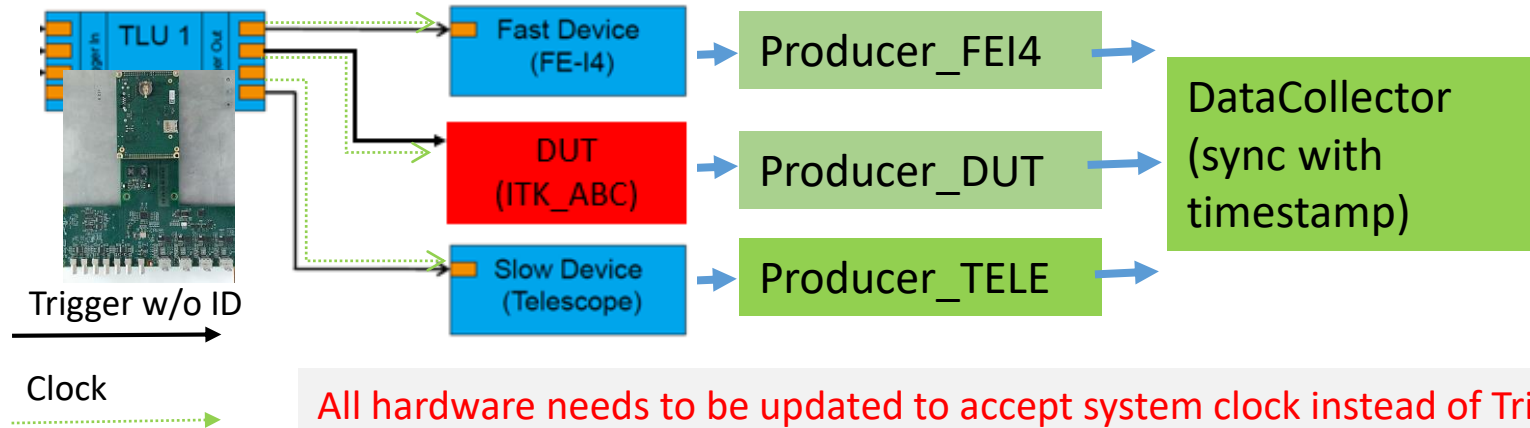 TLU 1
Fast Device
(FE-I4)
Producer_FEI4
DUT
(ITK_ABC)
Producer_DUT
Slow Device
(Telescope)
Producer_TELE
DataCollector
(sync with
timestamp)
Trigger w/o ID
Clock
All hardware needs to be updated to accept system clock instead of Tri